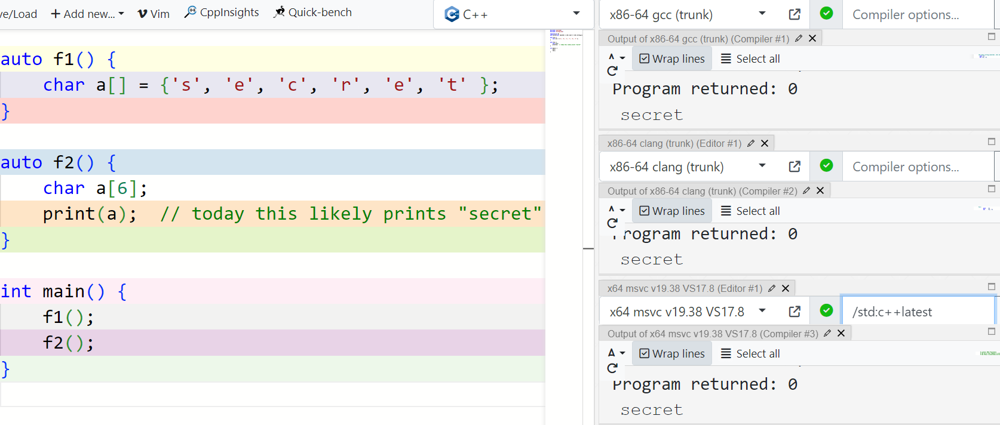 ve/Load + Add new... Vim CppInsights Quick-bench C++
auto f1() {
    char a[] = {'s', 'e', 'c', 'r', 'e', 't' };
}
auto f2() {
    char a[6];
    print(a);  // today this likely prints "secret"
}
int main() {
    f1();
    f2();
}
x86-64 gcc (trunk) Compiler options...
Output of x86-64 gcc (trunk) (Compiler #1)
A Wrap lines Select all
Program returned: 0
secret
x86-64 clang (trunk) (Editor #1)
x86-64 clang (trunk) Compiler options...
Output of x86-64 clang (trunk) (Compiler #2)
A Wrap lines Select all
Program returned: 0
secret
x64 msvc v19.38 VS17.8 (Editor #1)
x64 msvc v19.38 VS17.8 /std:c++latest
Output of x64 msvc v19.38 VS17.8 (Compiler #3)
A Wrap lines Select all
Program returned: 0
secret